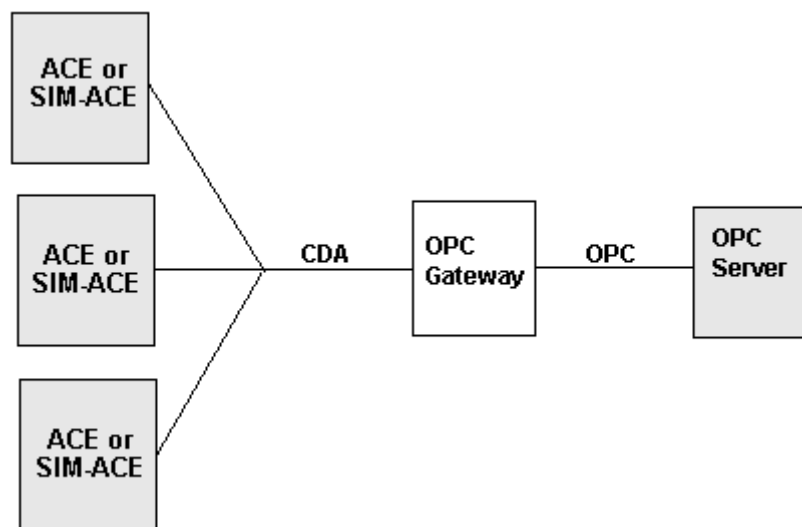 ACE or
SIM-ACE
ACE or
SIM-ACE
ACE or
SIM-ACE
CDA
OPC
Gateway
OPC
OPC
Server